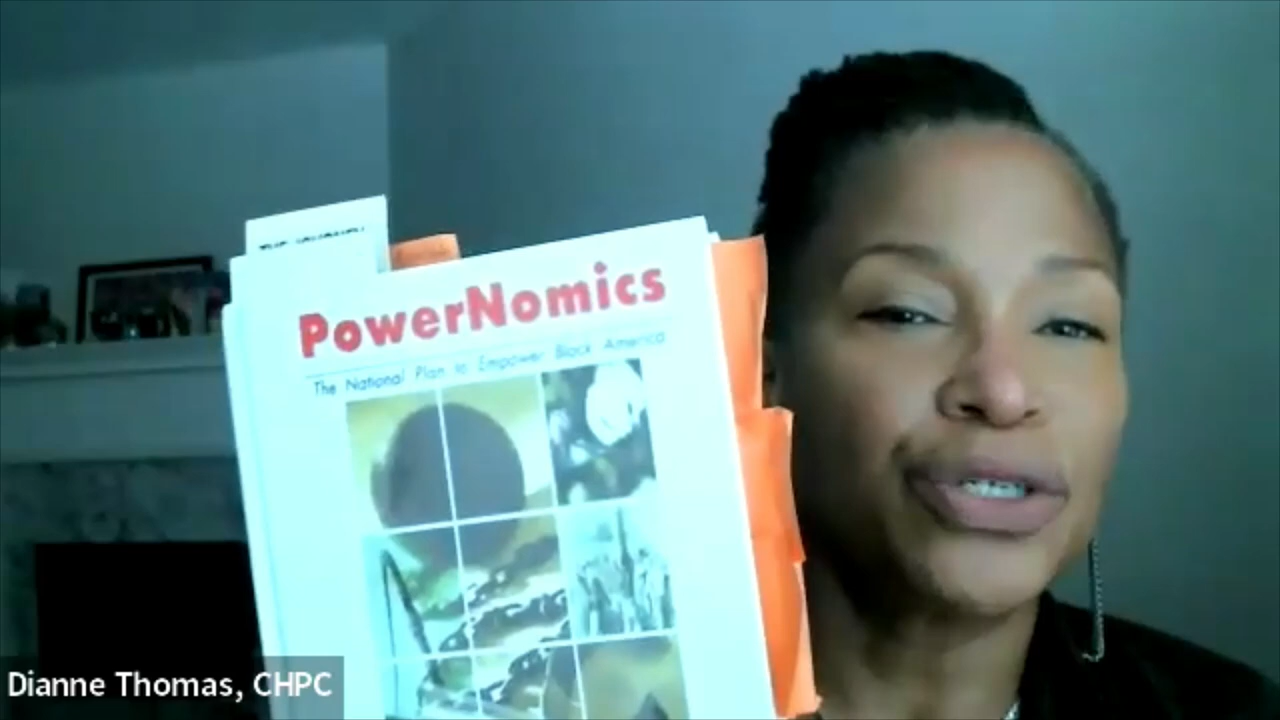 PowerNomics
The National Plan to Empower Black America
Dianne Thomas, CHPC